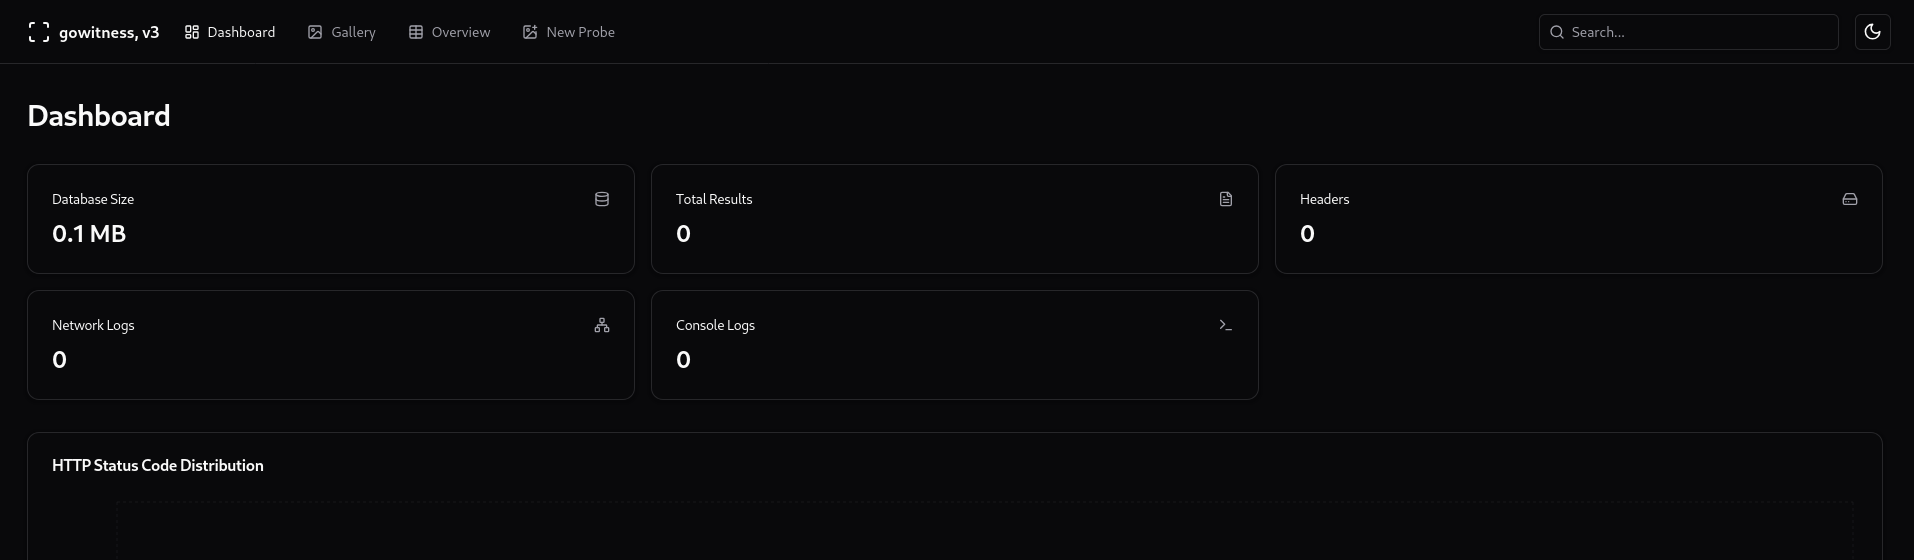 gowitness, v3 Dashboard Gallery Overview New Probe Search...
Dashboard
Database Size
0.1 MB
Total Results
0
Headers
0
Network Logs
0
Console Logs
0
HTTP Status Code Distribution